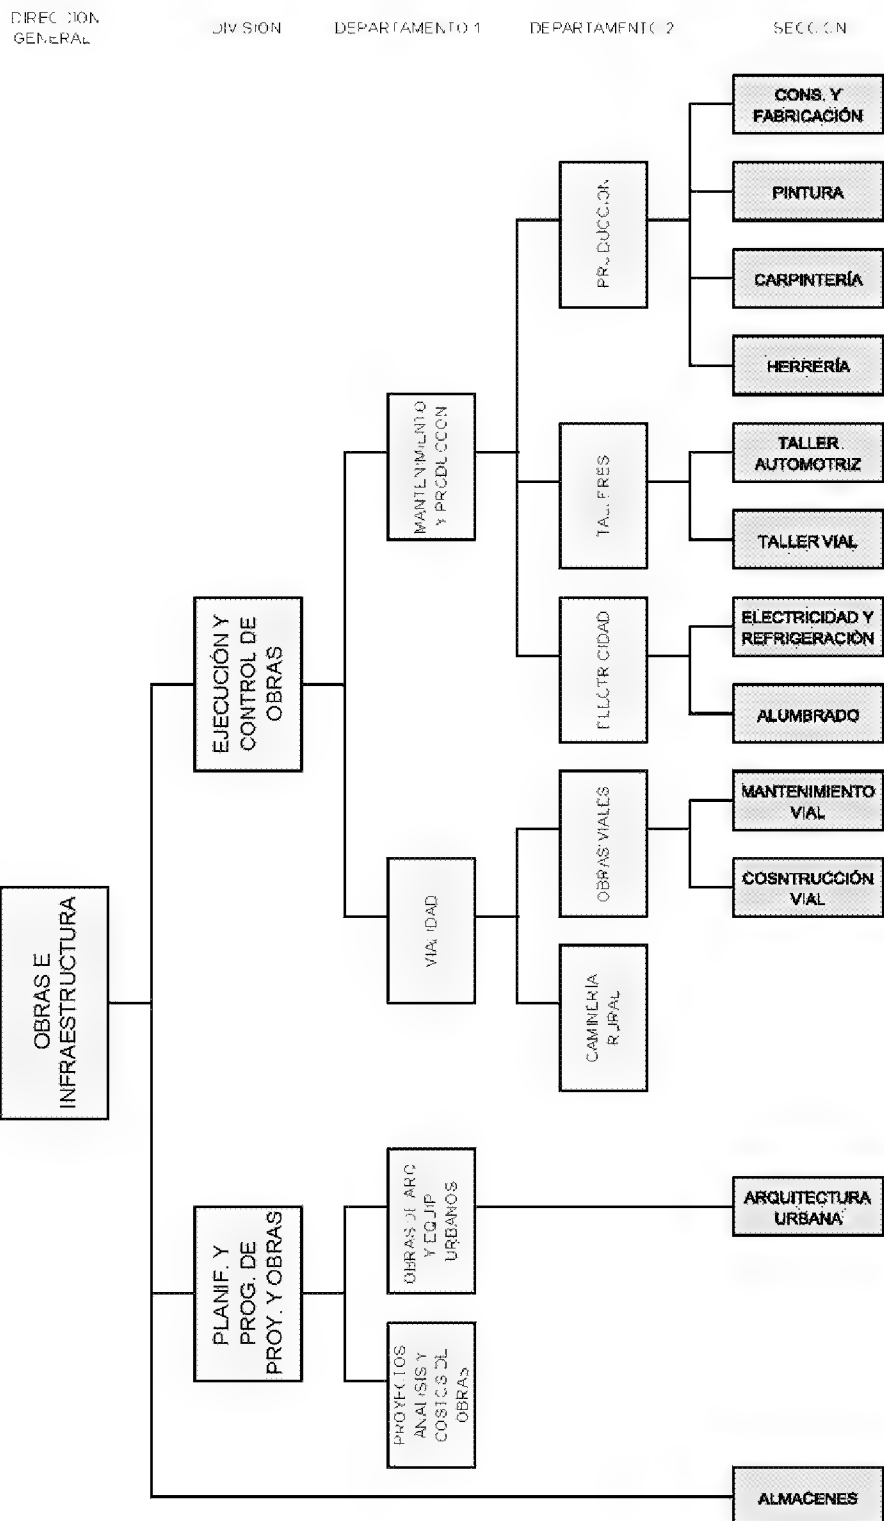 DIRECCION
GENERAL
DIVISION
DEPARTAMENTO 1
DEPARTAMENTO 2
SECCION
CONS. Y
FABRICACIÓN
PINTURA
CARPINTERÍA
HERRERÍA
PRODUCCION
MANTENIMIENTO
Y PRODUCCON
TALLERES
TALLER
AUTOMOTRIZ
TALLER VIAL
ELECTRICIDAD
ELECTRICIDAD Y
REFRIGERACIÓN
ALUMBRADO
EJECUCIÓN Y
CONTROL DE
OBRAS
VIALIDAD
OBRAS VIALES
MANTENIMIENTO
VIAL
COSNTRUCCIÓN
VIAL
CAMINERÍA
RURAL
OBRAS E
INFRAESTRUCTURA
PLANIF. Y
PROG. DE
PROY. Y OBRAS
OBRAS DE ARQ
Y EQUIP
URBANOS
ARQUITECTURA
URBANA
PROYECTOS
ANALISIS Y
COSTOS DE
OBRAS
ALMACENES